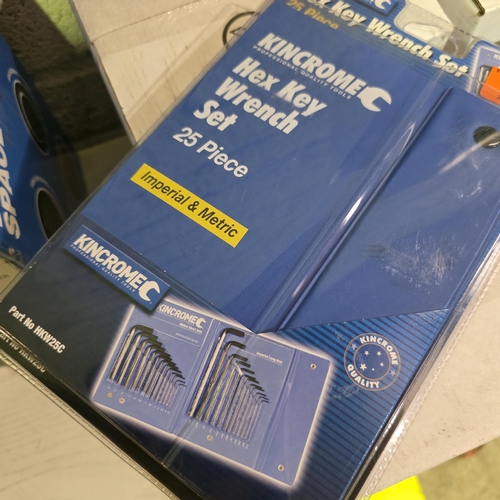 25 Piece
Hex Key Wrench Set
KINCROME
PROFESSIONAL QUALITY TOOLS
Hex Key
Wrench
Set
25 Piece
Imperial & Metric
SPACE
KINCROME
PROFESSIONAL QUALITY TOOLS
Part No HKW25C
KINCROME
KINCROME
QUALITY